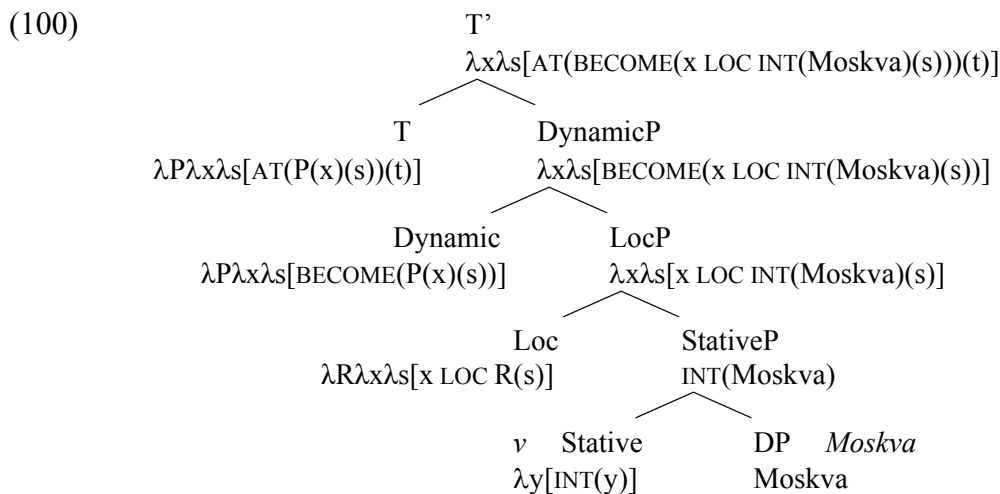 (100) T’
λxλs[AT(BECOME(x LOC INT(Moskva)(s)))(t)]
T DynamicP
λPλxλs[AT(P(x)(s))(t)] λxλs[BECOME(x LOC INT(Moskva)(s))]
Dynamic LocP
λPλxλs[BECOME(P(x)(s))] λxλs[x LOC INT(Moskva)(s)]
Loc StativeP
λRλxλs[x LOC R(s)] INT(Moskva)
v Stative DP Moskva
λy[INT(y)] Moskva